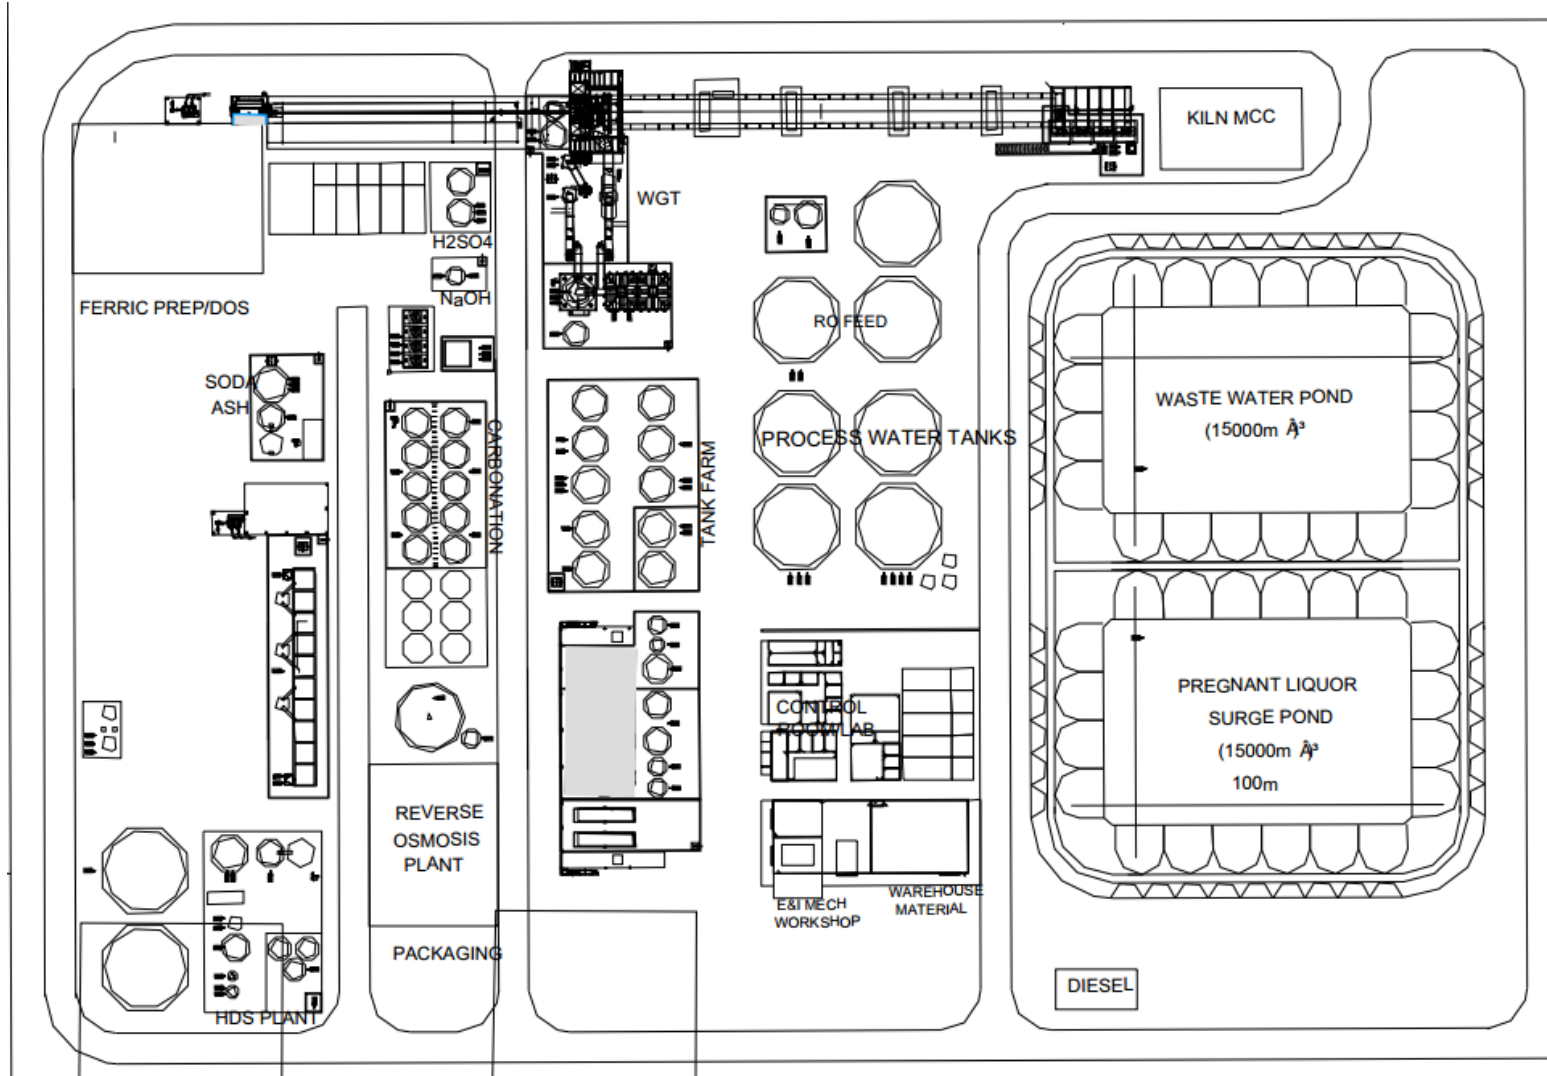 KILN MCC
WGT
H2SO4
NaOH
FERRIC PREP/DOS
RO FEED
SODA
ASH
CARBONATION
TANK FARM
PROCESS WATER TANKS
WASTE WATER POND
(15000m Â³
PREGNANT LIQUOR
SURGE POND
(15000m Â³
100m
CONTROL
ROOM/LAB
REVERSE
OSMOSIS
PLANT
E&I MECH
WORKSHOP
WAREHOUSE
MATERIAL
PACKAGING
DIESEL
HDS PLANT